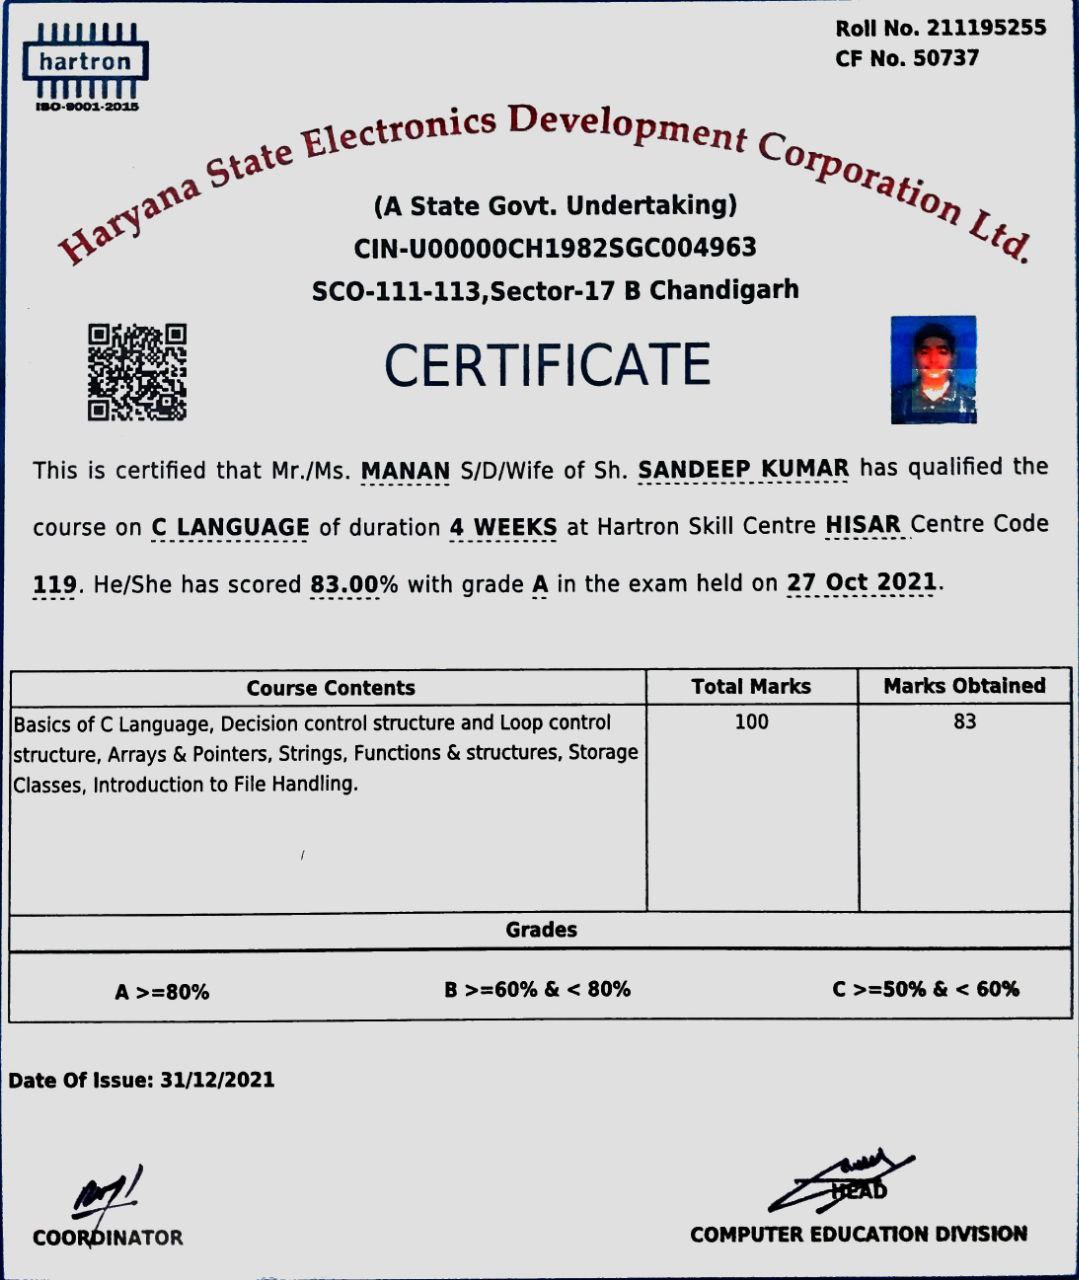 hartron
ISO-9001-2015
Roll No. 211195255
CF No. 50737
Haryana State Electronics Development Corporation Ltd.
(A State Govt. Undertaking)
CIN-U00000CH1982SGC004963
SCO-111-113,Sector-17 B Chandigarh
CERTIFICATE
This is certified that Mr./Ms. MANAN S/D/Wife of Sh. SANDEEP KUMAR has qualified the
course on C LANGUAGE of duration 4 WEEKS at Hartron Skill Centre HISAR Centre Code
119. He/She has scored 83.00% with grade A in the exam held on 27 Oct 2021.
Course Contents Total Marks Marks Obtained
Basics of C Language, Decision control structure and Loop control 100 83
structure, Arrays & Pointers, Strings, Functions & structures, Storage
Classes, Introduction to File Handling.
Grades
A >=80% B >=60% & < 80% C >=50% & < 60%
Date Of Issue: 31/12/2021
COORDINATOR
HEAD
COMPUTER EDUCATION DIVISION